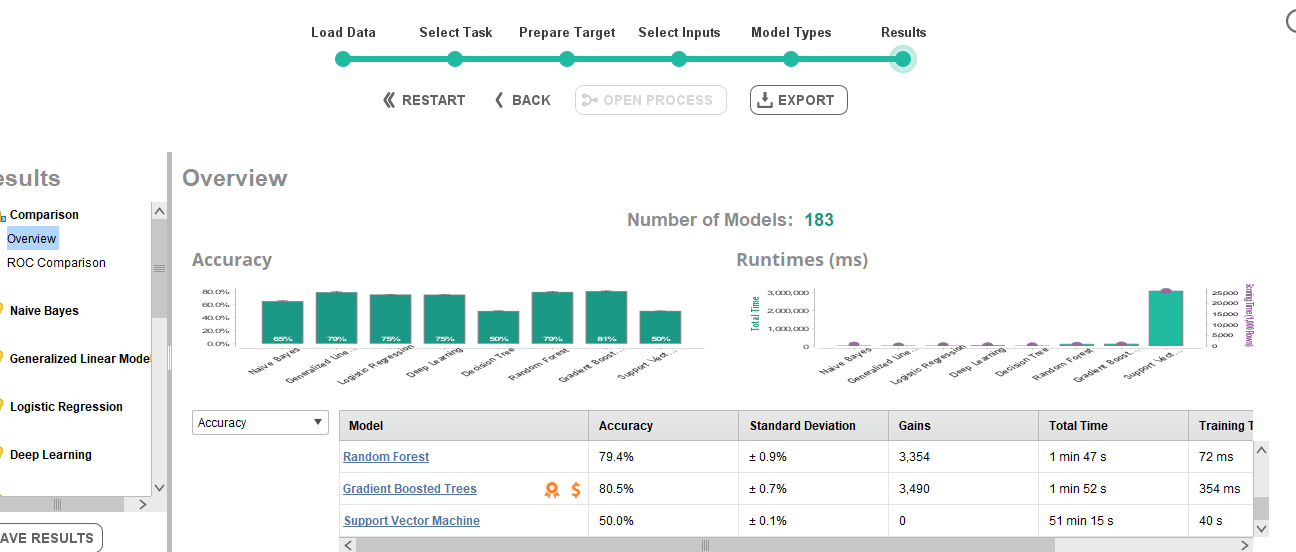 Load Data Select Task Prepare Target Select Inputs Model Types Results
RESTART BACK OPEN PROCESS EXPORT
esults
Comparison
Overview
ROC Comparison
Naive Bayes
Generalized Linear Model
Logistic Regression
Deep Learning
AVE RESULTS
Overview
Number of Models: 183
Accuracy
80.0%
60.0%
40.0%
20.0%
0.0%
65% 79% 75% 75% 50% 79% 81% 50%
Naive Bayes Generalized Line... Logistic Regression Deep Learning Decision Tree Random Forest Gradient Boost... Support Vect...
Runtimes (ms)
Total Time
3,000,000
2,000,000
1,000,000
0
25000
20000
15000
10000
5000
0
Scoring Time (1,000 Rows)
Naive Bayes Generalized Line... Logistic Regression Deep Learning Decision Tree Random Forest Gradient Boost... Support Vect...
Accuracy
Model Accuracy Standard Deviation Gains Total Time Training T
Random Forest 79.4% ± 0.9% 3,354 1 min 47 s 72 ms
Gradient Boosted Trees $ 80.5% ± 0.7% 3,490 1 min 52 s 354 ms
Support Vector Machine 50.0% ± 0.1% 0 51 min 15 s 40 s